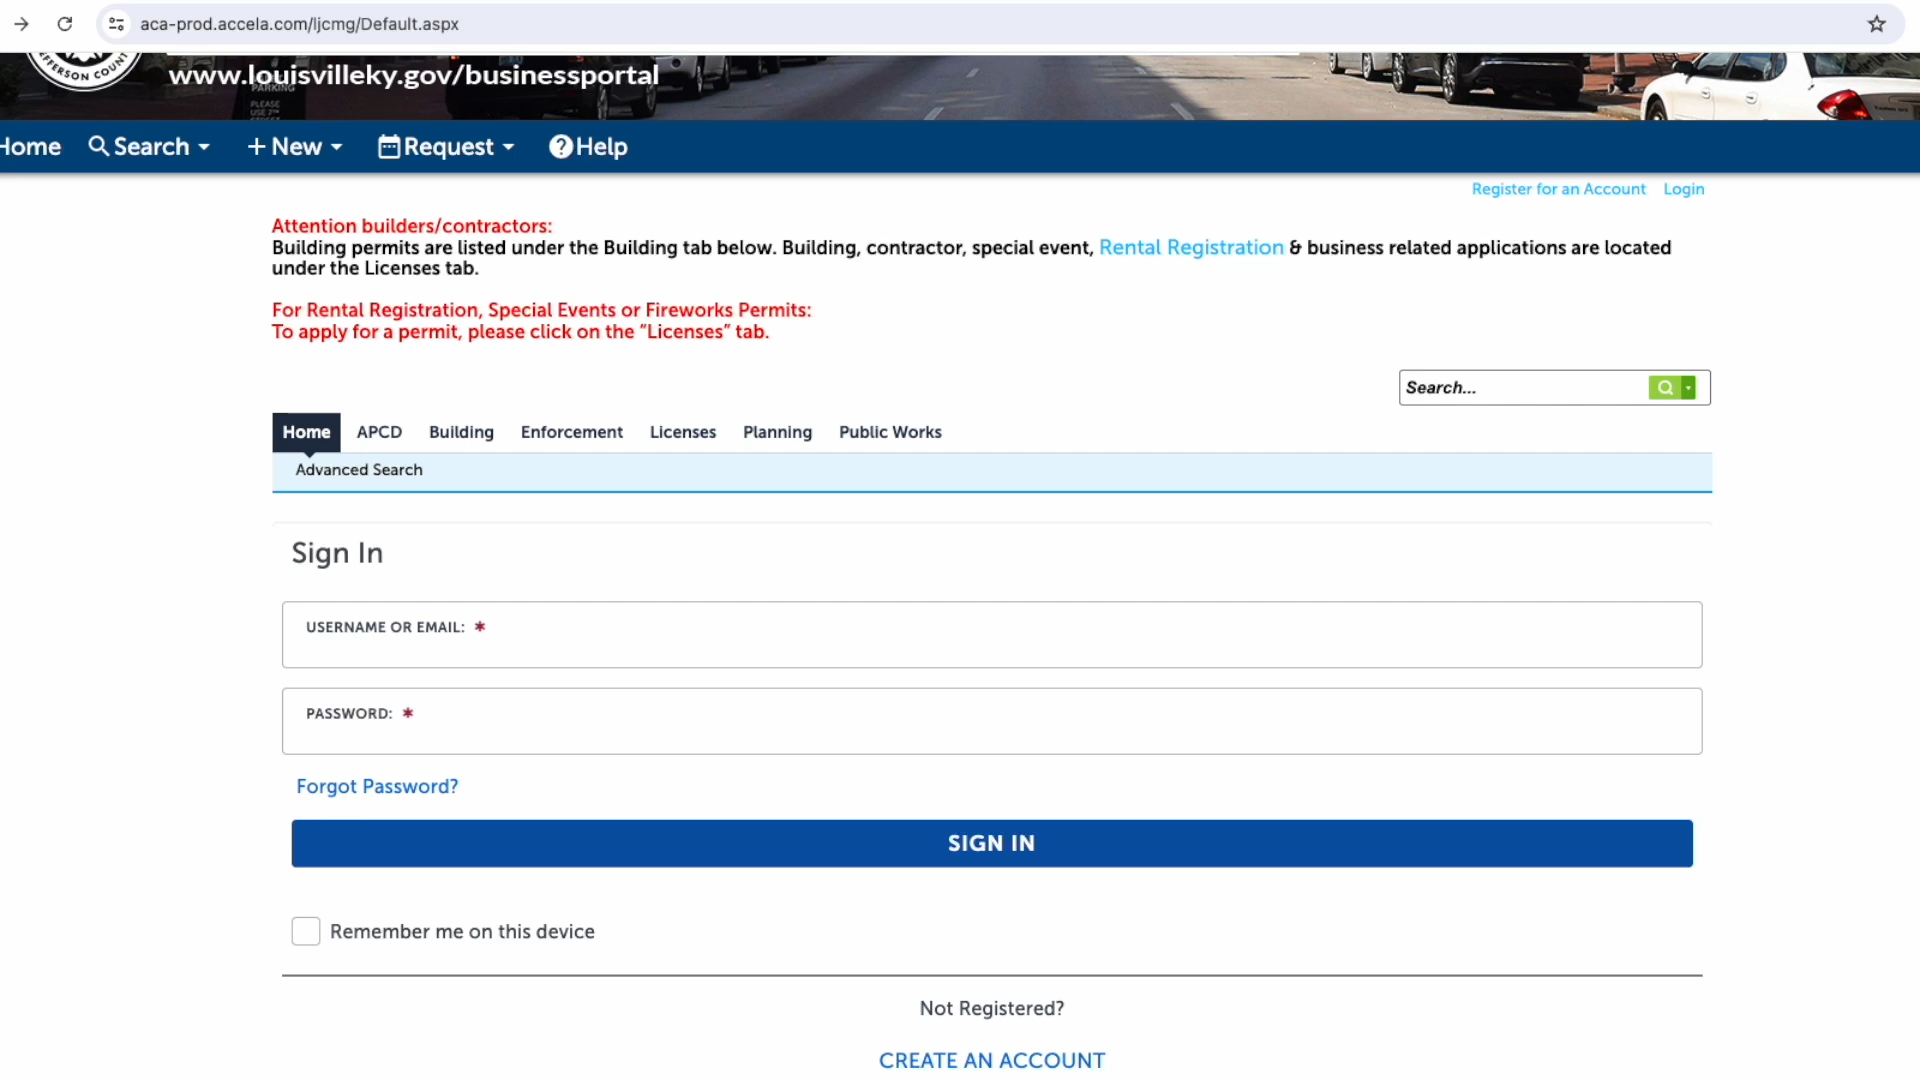 aca-prod.accela.com/ljcmg/Default.aspx
www.louisvilleky.gov/businessportal
PARKING
PLEASE
Home Search + New Request ? Help
Register for an Account Login
Attention builders/contractors:
Building permits are listed under the Building tab below. Building, contractor, special event, Rental Registration & business related applications are located
under the Licenses tab.
For Rental Registration, Special Events or Fireworks Permits:
To apply for a permit, please click on the “Licenses” tab.
Search...
Home APCD Building Enforcement Licenses Planning Public Works
Advanced Search
Sign In
USERNAME OR EMAIL: *
PASSWORD: *
Forgot Password?
SIGN IN
Remember me on this device
Not Registered?
CREATE AN ACCOUNT